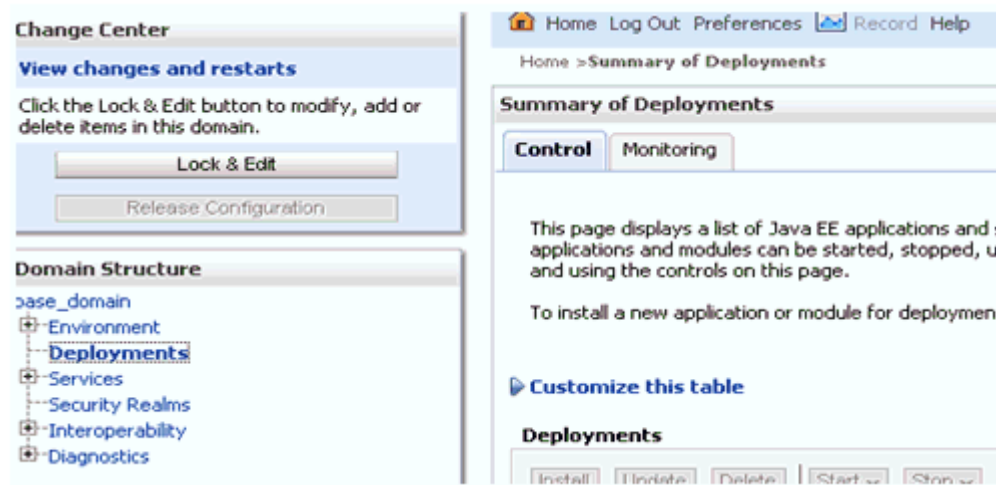 Change Center
View changes and restarts
Click the Lock & Edit button to modify, add or
delete items in this domain.
Lock & Edit
Release Configuration
Domain Structure
base_domain
Environment
Deployments
Services
Security Realms
Interoperability
Diagnostics
Home Log Out Preferences Record Help
Home >Summary of Deployments
Summary of Deployments
Control Monitoring
This page displays a list of Java EE applications and
applications and modules can be started, stopped, u
and using the controls on this page.
To install a new application or module for deploymen
Customize this table
Deployments
Install Update Delete Start Stop